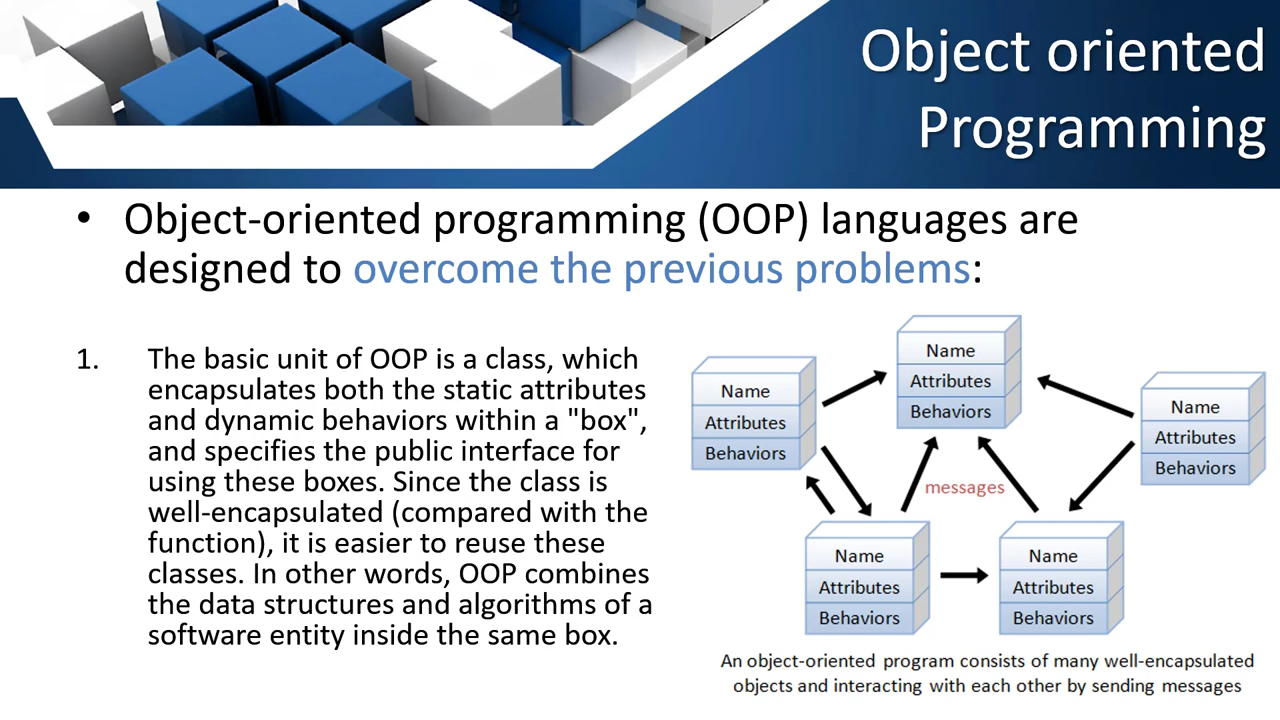 Object oriented
Programming
• Object-oriented programming (OOP) languages are
designed to overcome the previous problems:
1. The basic unit of OOP is a class, which
encapsulates both the static attributes
and dynamic behaviors within a "box",
and specifies the public interface for
using these boxes. Since the class is
well-encapsulated (compared with the
function), it is easier to reuse these
classes. In other words, OOP combines
the data structures and algorithms of a
software entity inside the same box.
Name
Attributes
Behaviors
Name
Attributes
Behaviors
Name
Attributes
Behaviors
messages
Name
Attributes
Behaviors
Name
Attributes
Behaviors
An object-oriented program consists of many well-encapsulated
objects and interacting with each other by sending messages